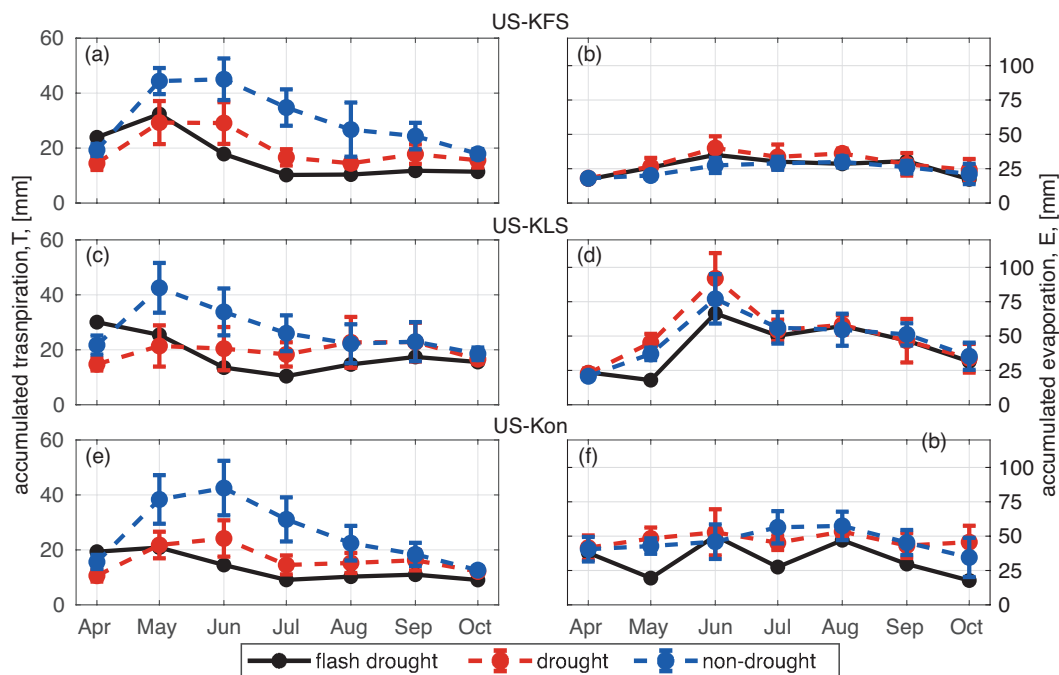 US-KFS
60
(a)
(b)
100
40
75
50
20
25
0
0
US-KLS
60
(c)
(d)
100
40
75
50
20
25
0
0
US-Kon
60
(e)
(f)
(b)
100
40
75
50
20
25
0
0
Apr May Jun Jul Aug Sep Oct
Apr May Jun Jul Aug Sep Oct
accumulated trasnpiration,T, [mm]
accumulated evaporation, E, [mm]
flash drought drought non-drought